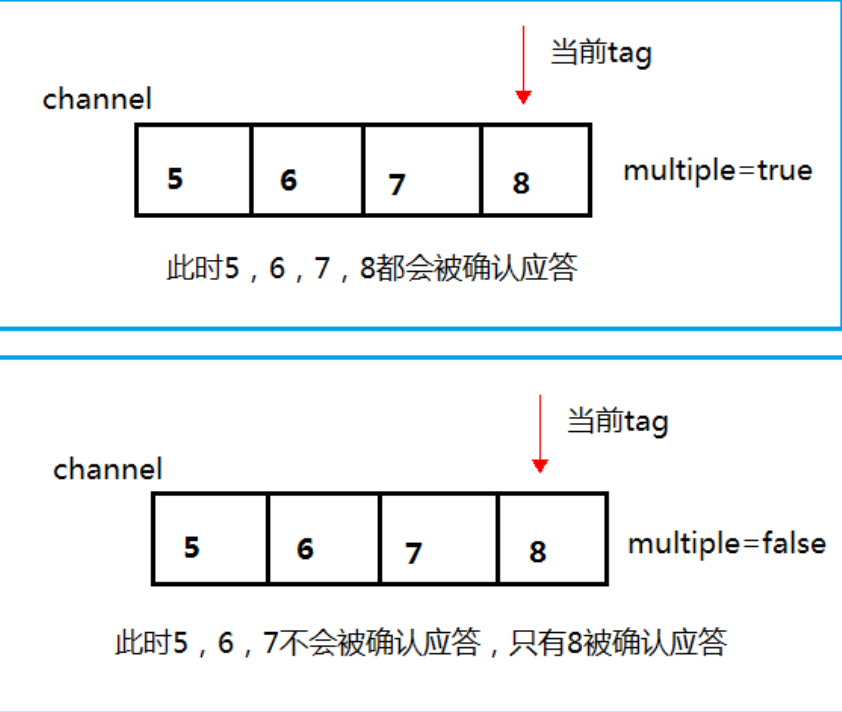 当前tag
channel
5 6 7 8 multiple=true
此时5，6，7，8都会被确认应答
当前tag
channel
5 6 7 8 multiple=false
此时5，6，7不会被确认应答，只有8被确认应答